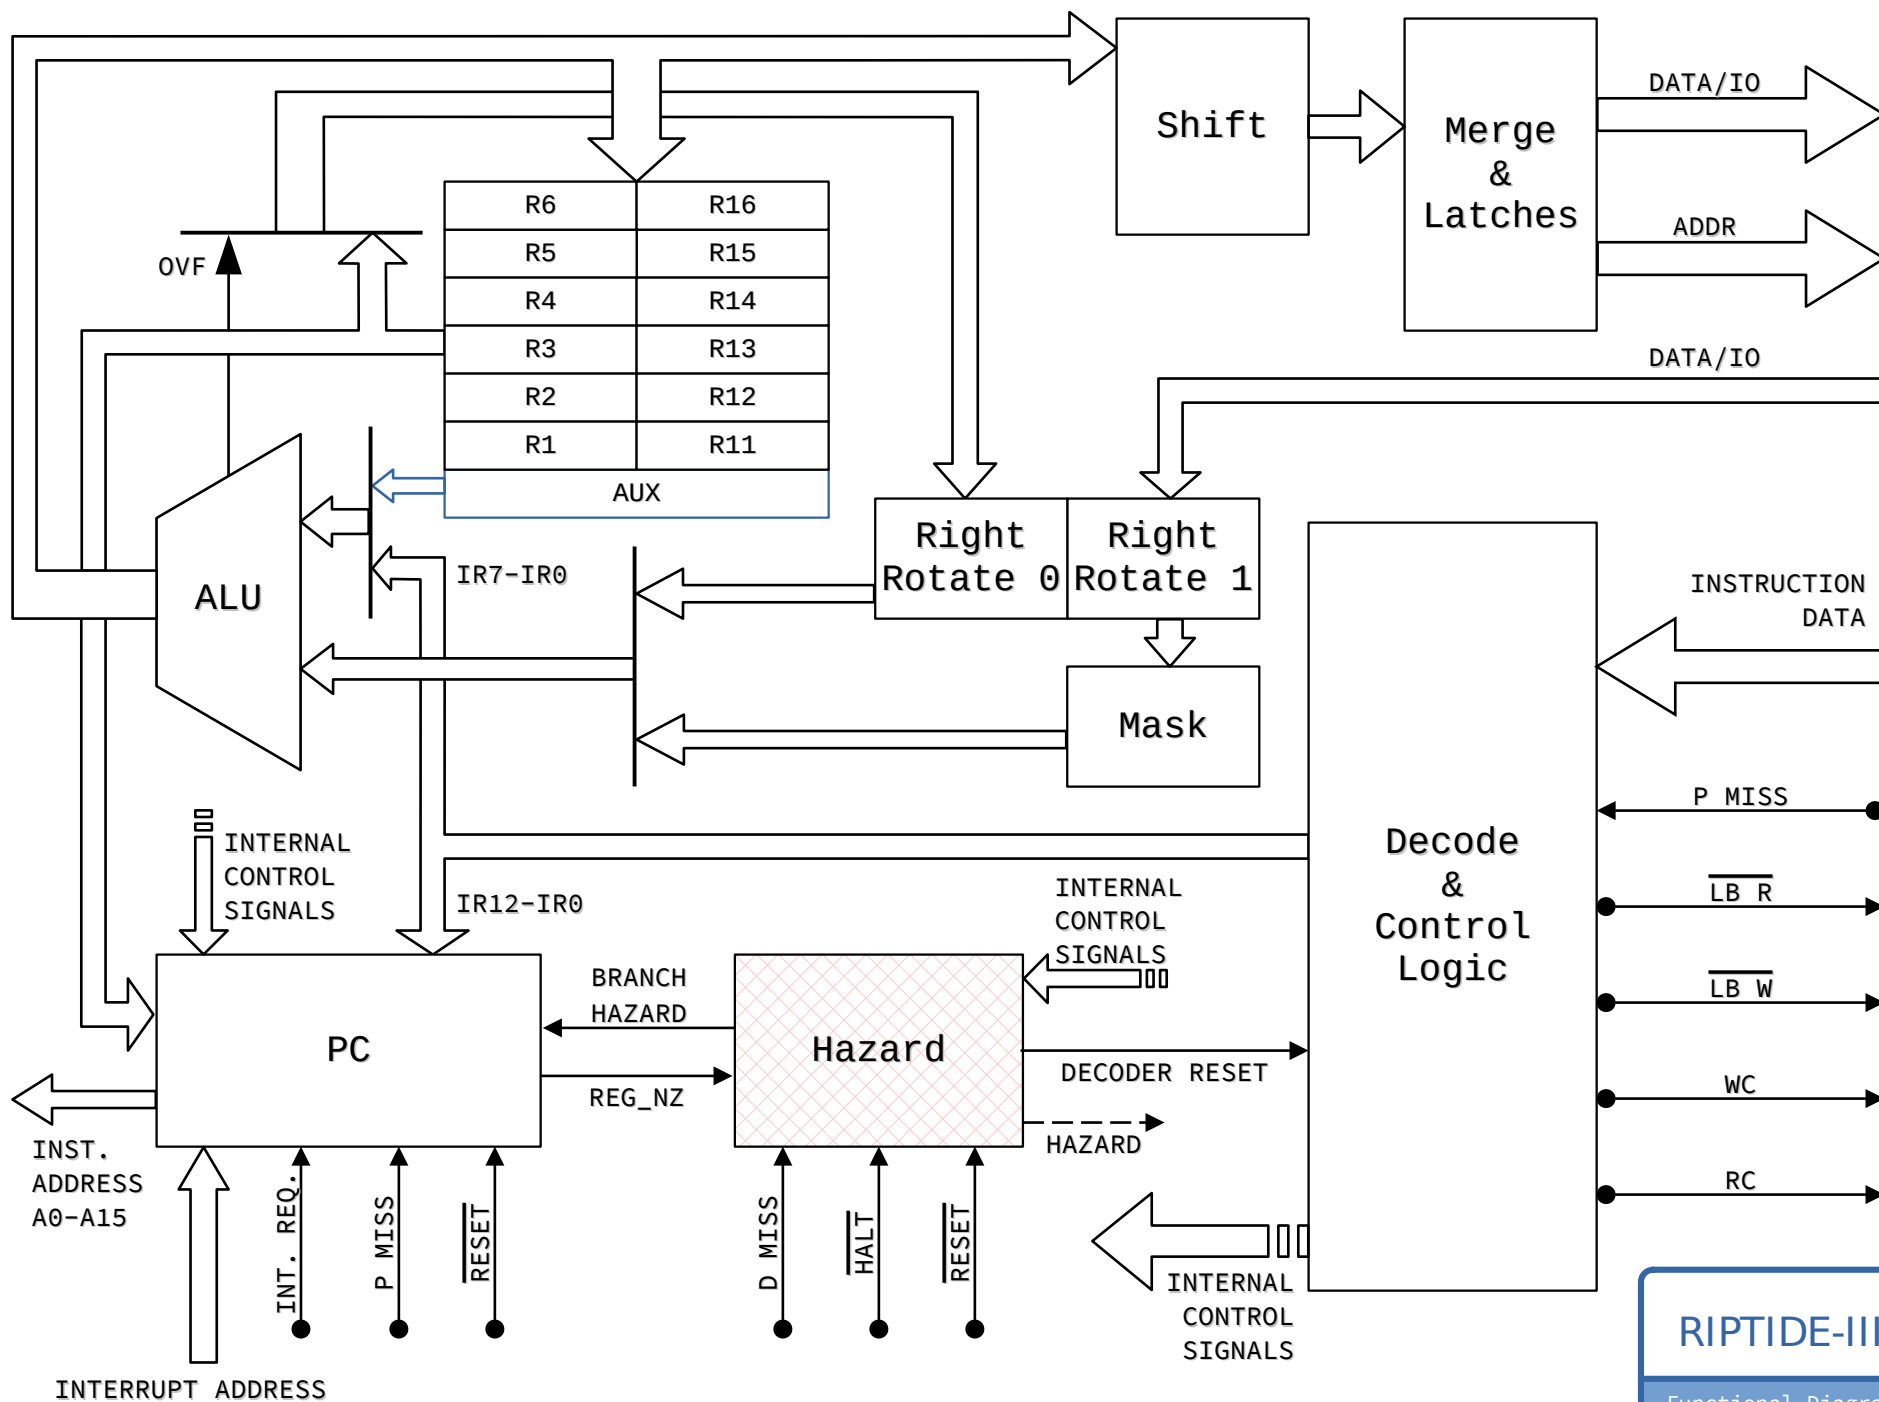 Shift
Merge
&
Latches
DATA/IO
ADDR
DATA/IO
OVF
R6 R16
R5 R15
R4 R14
R3 R13
R2 R12
R1 R11
AUX
Right
Rotate 0
Right
Rotate 1
Mask
ALU
IR7-IR0
IR12-IR0
INSTRUCTION
DATA
P MISS
LB R
LB W
WC
RC
Decode
&
Control
Logic
INTERNAL
CONTROL
SIGNALS
INTERNAL
CONTROL
SIGNALS
PC
BRANCH
HAZARD
REG_NZ
Hazard
DECODER RESET
HAZARD
INST.
ADDRESS
A0-A15
INT. REQ.
P MISS
RESET
D MISS
HALT
RESET
INTERNAL
CONTROL
SIGNALS
INTERRUPT ADDRESS
RIPTIDE-III
Functional